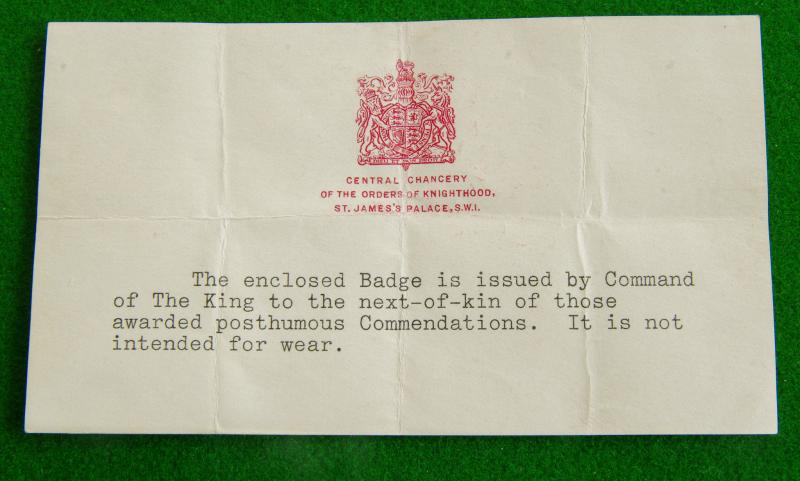 CENTRAL CHANCERY
OF THE ORDERS OF KNIGHTHOOD,
ST. JAMES'S PALACE, S.W.1.
The enclosed Badge is issued by Command
of The King to the next-of-kin of those
awarded posthumous Commendations. It is not
intended for wear.